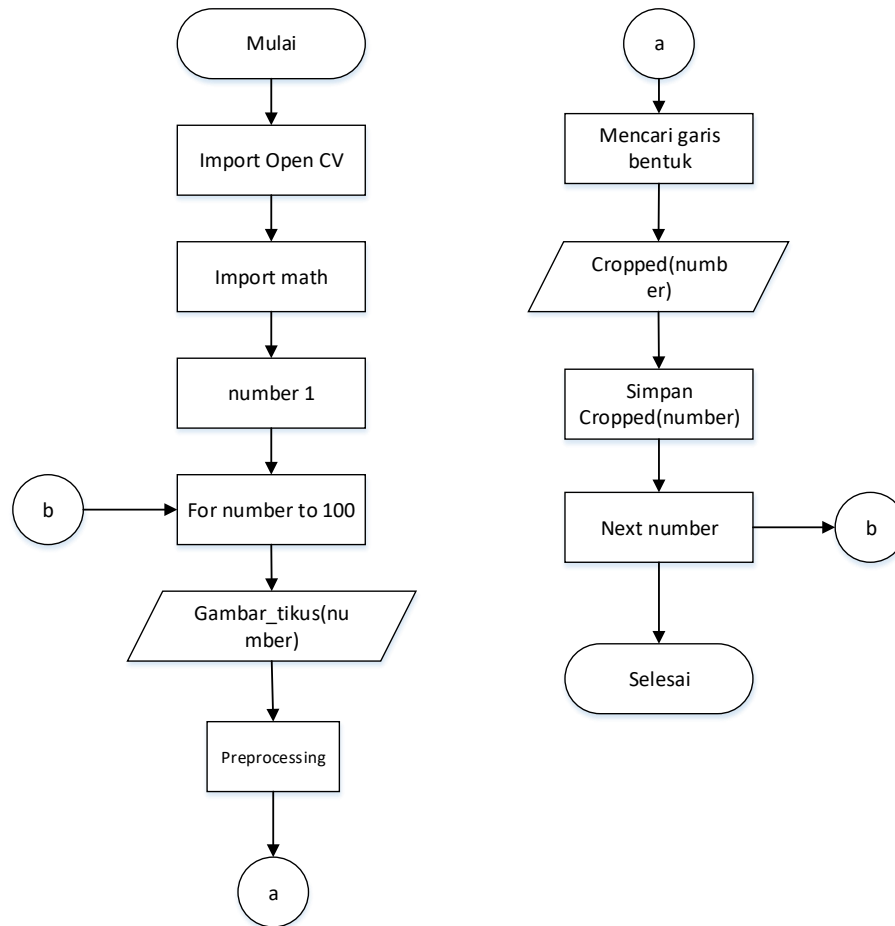 Mulai
Import Open CV
Import math
number 1
b
For number to 100
Gambar_tikus(nu
mber)
Preprocessing
a
a
Mencari garis
bentuk
Cropped(numb
er)
Simpan
Cropped(number)
Next number
b
Selesai